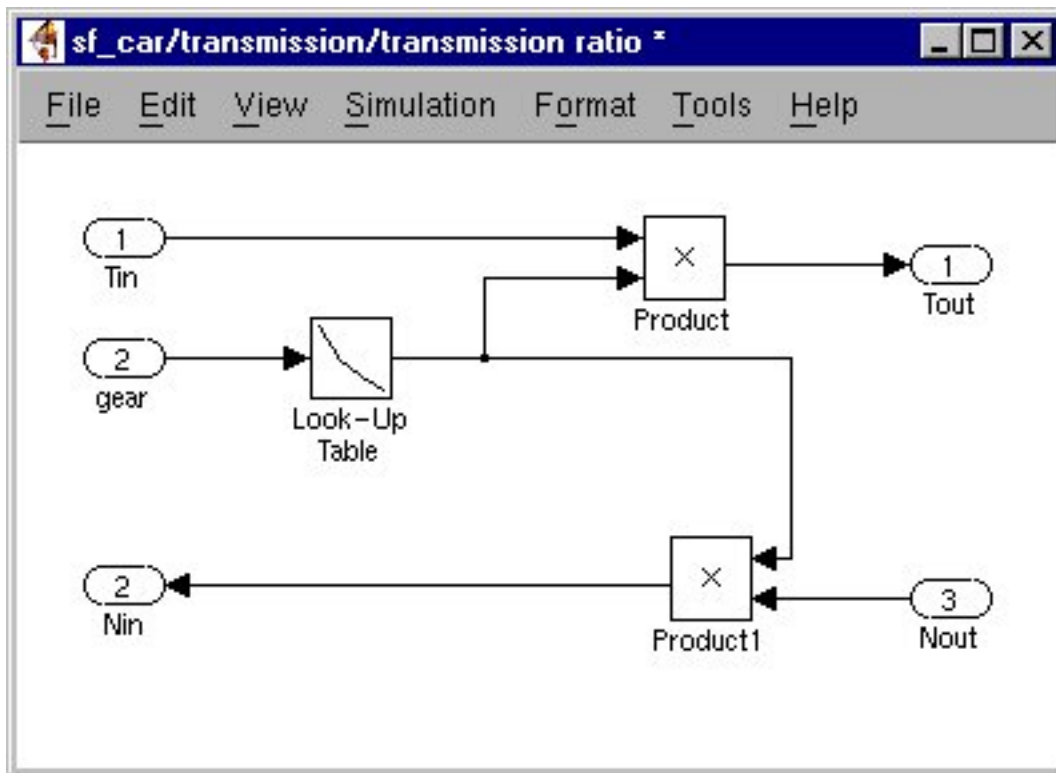 sf_car/transmission/transmission ratio *
File Edit View Simulation Format Tools Help
1
Tin
Product
1
Tout
2
gear
Look-Up
Table
2
Nin
Product1
3
Nout